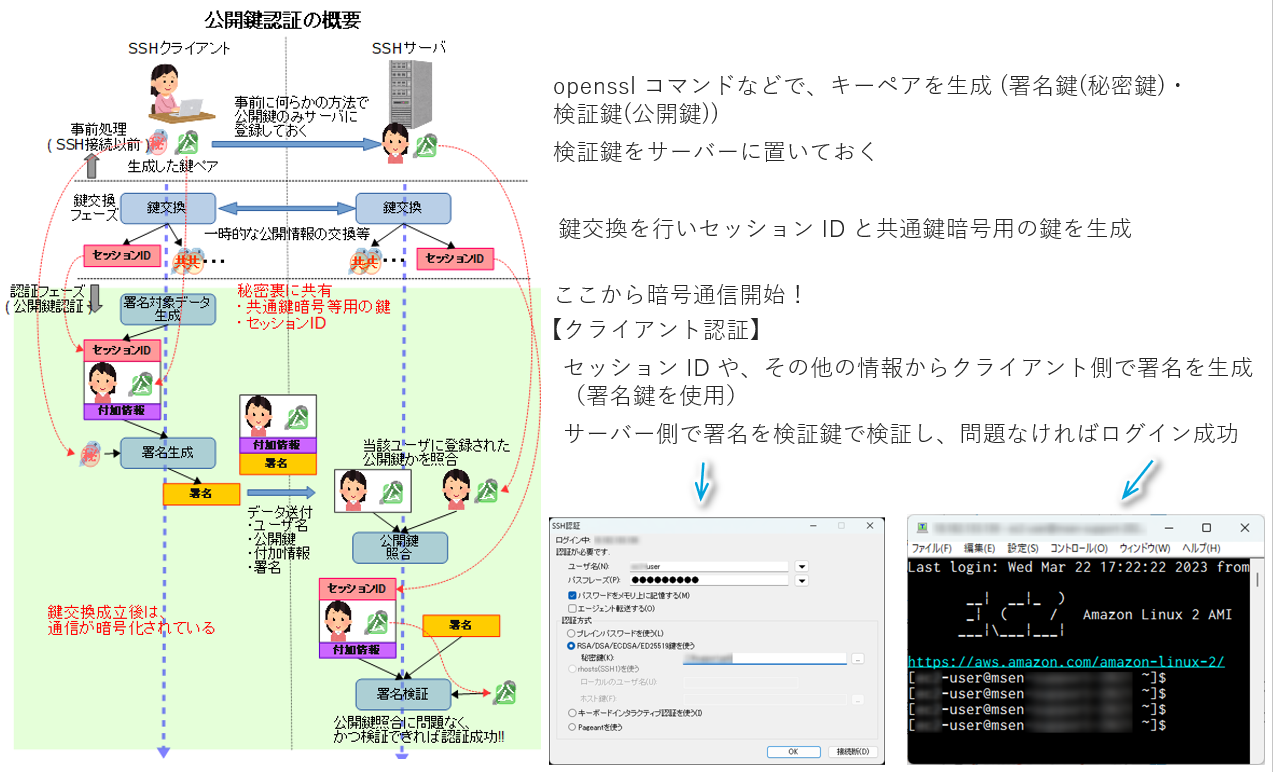 公開鍵認証の概要
SSHクライアント
SSHサーバ
事前に何らかの方法で
公開鍵のみサーバに
登録しておく
事前処理
(SSH接続以前)
秘
公
公
生成した鍵ペア
鍵交換
フェーズ
鍵交換
鍵交換
一時的な公開情報の交換等
セッションID
共共…
共共…
セッションID
認証フェーズ
(公開鍵認証)
署名対象データ
生成
秘密裏に共有
・共通鍵暗号等用の鍵
・セッションID
セッションID
公
付加情報
公
付加情報
署名
秘
署名生成
署名
当該ユーザに登録された
公開鍵かを照合
公
公
データ送付
・ユーザ名
・公開鍵
・付加情報
・署名
公開鍵
照合
セッションID
公
付加情報
署名
鍵交換成立後は、
通信が暗号化されている
署名検証
公
公開鍵照合に問題なく、
かつ検証できれば認証成功!!
openssl コマンドなどで、キーペアを生成 (署名鍵(秘密鍵)・
検証鍵(公開鍵))
検証鍵をサーバーに置いておく
鍵交換を行いセッション ID と共通鍵暗号用の鍵を生成
ここから暗号通信開始！
【クライアント認証】
セッション ID や、その他の情報からクライアント側で署名を生成
（署名鍵を使用）
サーバー側で署名を検証鍵で検証し、問題なければログイン成功
SSH認証
ログイン中:
認証が必要です.
ユーザ名(N):
user
パスフレーズ(P):
●●●●●●●●●
パスワードをメモリ上に記憶する(M)
エージェント転送する(O)
認証方式
プレインパスワードを使う(L)
RSA/DSA/ECDSA/ED25519鍵を使う
秘密鍵(K):
...
rhosts(SSH1)を使う
ローカルのユーザ名(U):
ホスト鍵(F):
...
キーボードインタラクティブ認証を使う(I)
Pageantを使う
OK
接続断(D)
ファイル(F) 編集(E) 設定(S) コントロール(O) ウィンドウ(W) ヘルプ(H)
Last login: Wed Mar 22 17:22:22 2023 from
__|  __|_  )
_|  (     /   Amazon Linux 2 AMI
___|\___|___|
https://aws.amazon.com/amazon-linux-2/
[-user@msen ~]$
[-user@msen ~]$
[-user@msen ~]$
[-user@msen ~]$